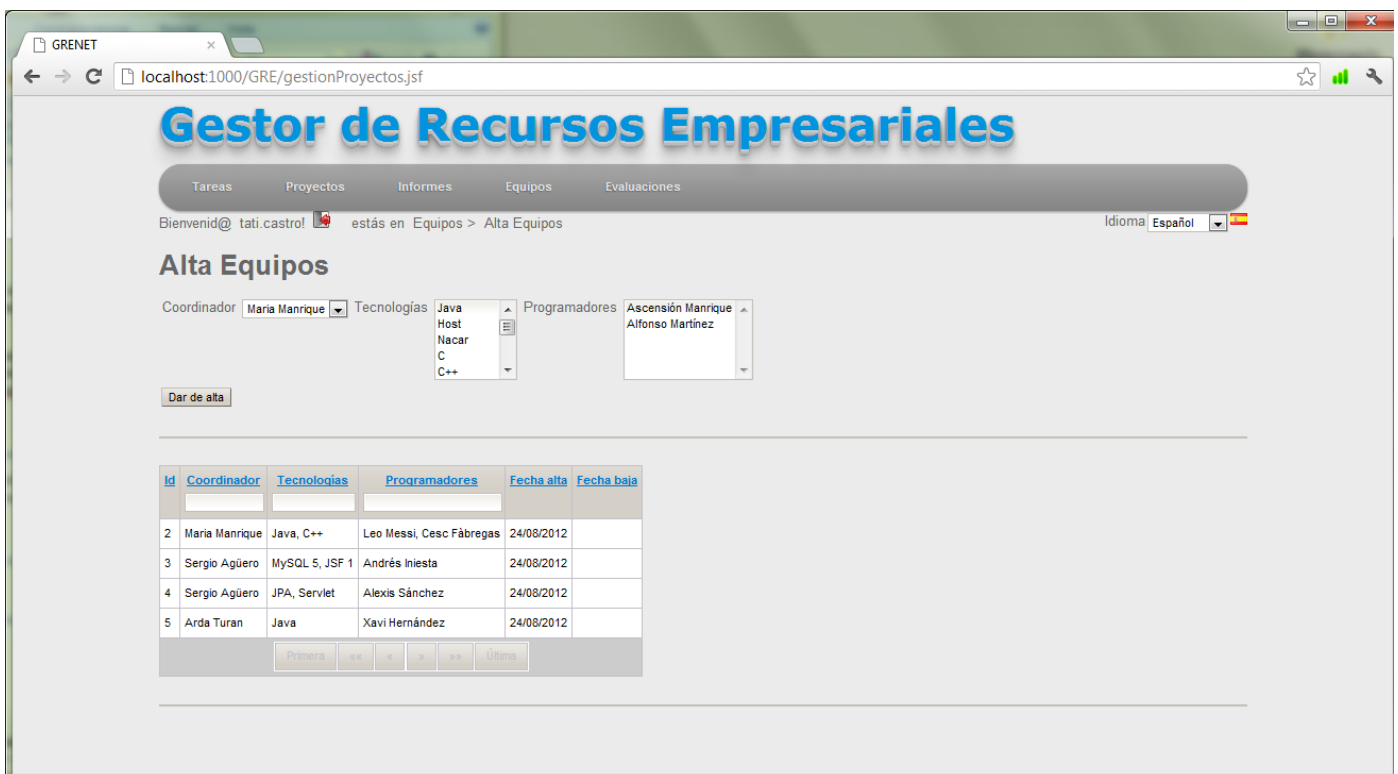 GRENET
localhost:1000/GRE/gestionProyectos.jsf
Gestor de Recursos Empresariales
Tareas Proyectos Informes Equipos Evaluaciones
Bienvenid@ tati.castro! estás en Equipos > Alta Equipos Idioma Español
Alta Equipos
Coordinador Maria Manrique Tecnologías Java Programadores Ascensión Manrique
Host Alfonso Martínez
Nacar
C
C++
Dar de alta
Id Coordinador Tecnologías Programadores Fecha alta Fecha baja
2 Maria Manrique Java, C++ Leo Messi, Cesc Fàbregas 24/08/2012
3 Sergio Agüero MySQL 5, JSF 1 Andrés Iniesta 24/08/2012
4 Sergio Agüero JPA, Servlet Alexis Sánchez 24/08/2012
5 Arda Turan Java Xavi Hernández 24/08/2012
Primera «« « » »» Última